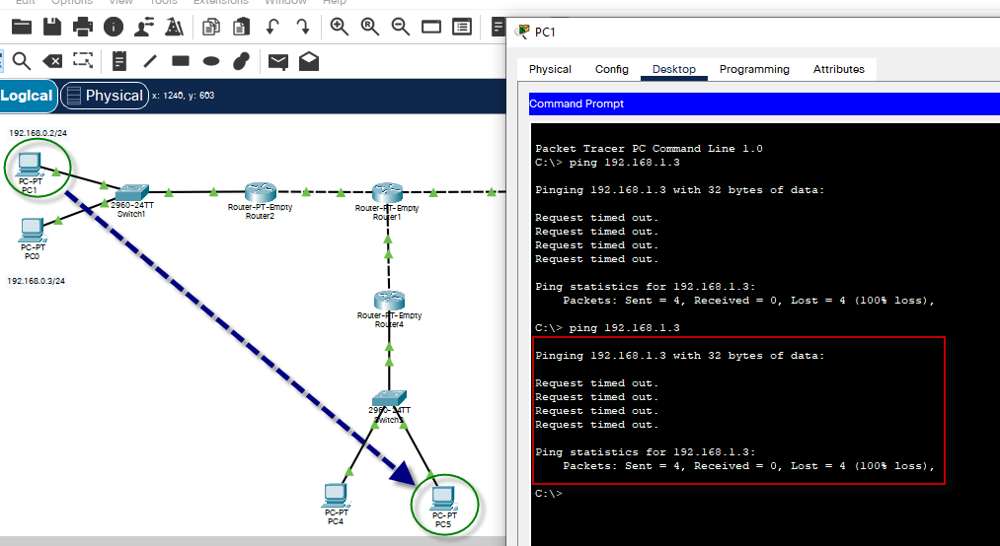 Edit Options View Tools Extensions Window Help
Logical Physical x: 1240, y: 603
192.168.0.2/24
PC-PT
PC1
2960-24TT
Switch1
Router-PT-Empty
Router2
Router-PT-Empty
Router1
PC-PT
PC0
192.168.0.3/24
Router-PT-Empty
Router4
2960-24TT
PC-PT
PC4
PC-PT
PC5
PC1
Physical Config Desktop Programming Attributes
Command Prompt
Packet Tracer PC Command Line 1.0
C:\> ping 192.168.1.3
Pinging 192.168.1.3 with 32 bytes of data:
Request timed out.
Request timed out.
Request timed out.
Request timed out.
Ping statistics for 192.168.1.3:
Packets: Sent = 4, Received = 0, Lost = 4 (100% loss),
C:\> ping 192.168.1.3
Pinging 192.168.1.3 with 32 bytes of data:
Request timed out.
Request timed out.
Request timed out.
Request timed out.
Ping statistics for 192.168.1.3:
Packets: Sent = 4, Received = 0, Lost = 4 (100% loss),
C:\>